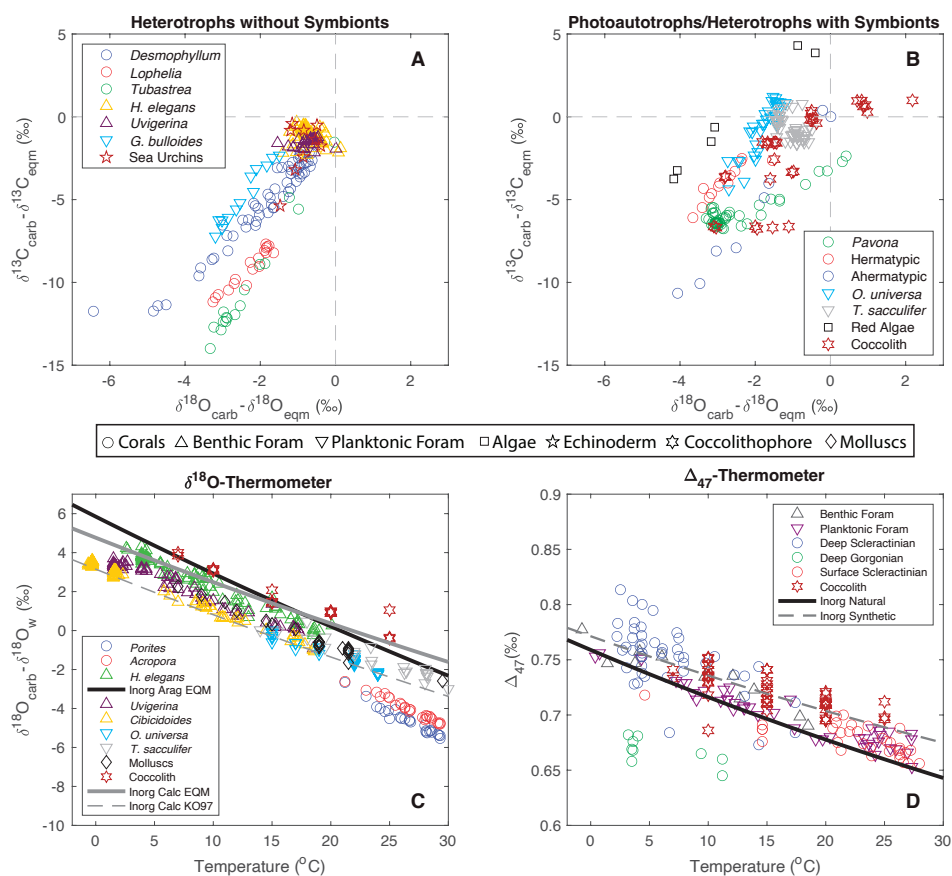 Heterotrophs without Symbionts
A
Desmophyllum
Lophelia
Tubastrea
H. elegans
Uvigerina
G. bulloides
Sea Urchins
5
0
-5
-10
-15
δ13Ccarb - δ13Ceqm (‰)
-6 -4 -2 0 2
δ18Ocarb - δ18Oeqm (‰)
Photoautotrophs/Heterotrophs with Symbionts
B
5
0
-5
-10
-15
δ13Ccarb - δ13Ceqm (‰)
Pavona
Hermatypic
Ahermatypic
O. universa
T. sacculifer
Red Algae
Coccolith
-6 -4 -2 0 2
δ18Ocarb - δ18Oeqm (‰)
Corals Benthic Foram Planktonic Foram Algae Echinoderm Coccolithophore Molluscs
δ18O-Thermometer
6
4
2
0
-2
-4
-6
-8
-10
δ18Ocarb - δ18Ow (‰)
Porites
Acropora
H. elegans
Inorg Arag EQM
Uvigerina
Cibicidoides
O. universa
T. sacculifer
Molluscs
Coccolith
Inorg Calc EQM
Inorg Calc KO97
C
0 5 10 15 20 25 30
Temperature (oC)
Δ47-Thermometer
0.9
0.85
0.8
0.75
0.7
0.65
0.6
Δ47(‰)
Benthic Foram
Planktonic Foram
Deep Scleractinian
Deep Gorgonian
Surface Scleractinian
Coccolith
Inorg Natural
Inorg Synthetic
D
0 5 10 15 20 25 30
Temperature (oC)